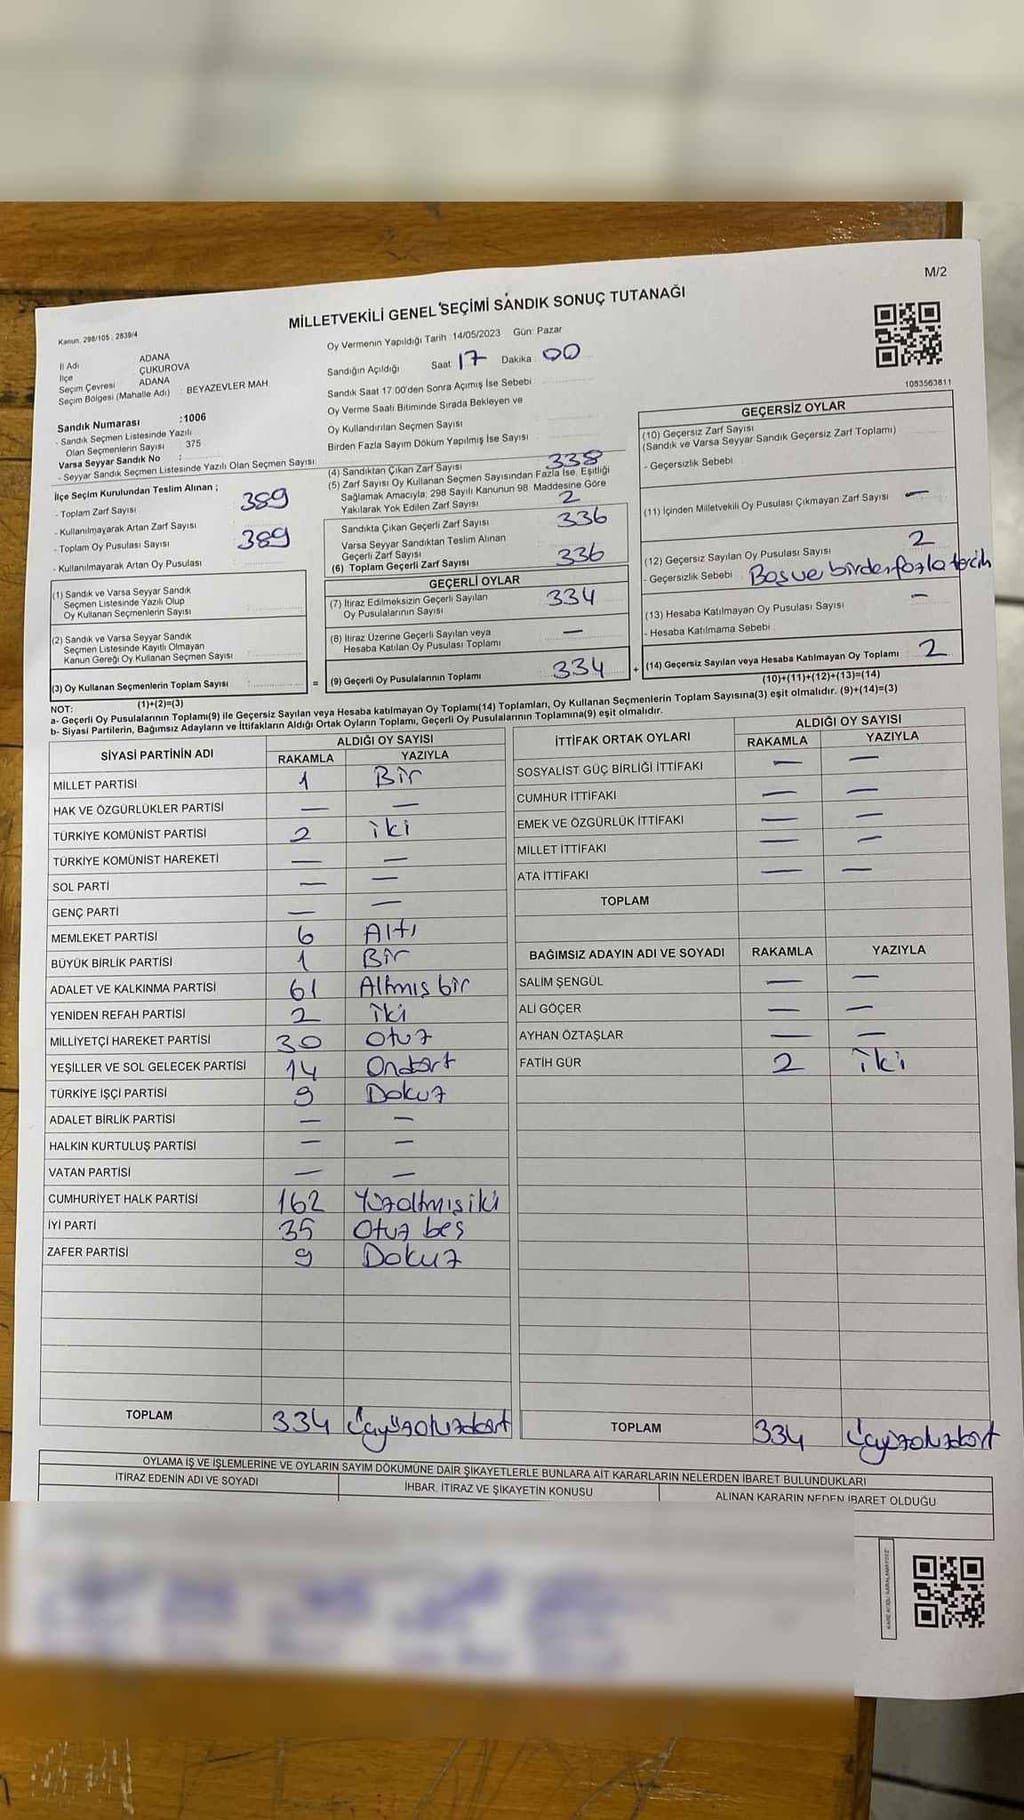 M/2
MİLLETVEKİLİ GENEL SEÇİMİ SANDIK SONUÇ TUTANAĞI
Kanun, 298/105 , 2839/4
İl Adı ADANA
İlçe ÇUKUROVA
Seçim Çevresi ADANA
Seçim Bölgesi (Mahalle Adı) BEYAZEVLER MAH
Sandık Numarası :1006
- Sandık Seçmen Listesinde Yazılı
Olan Seçmenlerin Sayısı 375
Varsa Seyyar Sandık No :
- Seyyar Sandık Seçmen Listesinde Yazılı Olan Seçmen Sayısı:
İlçe Seçim Kurulundan Teslim Alınan ;
- Toplam Zarf Sayısı 389
- Kullanılmayarak Artan Zarf Sayısı
- Toplam Oy Pusulası Sayısı 389
- Kullanılmayarak Artan Oy Pusulası
(1) Sandık ve Varsa Seyyar Sandık
Seçmen Listesinde Yazılı Olup
Oy Kullanan Seçmenlerin Sayısı
(2) Sandık ve Varsa Seyyar Sandık
Seçmen Listesinde Kayıtlı Olmayan
Kanun Gereği Oy Kullanan Seçmen Sayısı
(3) Oy Kullanan Seçmenlerin Toplam Sayısı
(1)+(2)=(3)
Oy Vermenin Yapıldığı Tarih :14/05/2023 Gün: Pazar
Sandığın Açıldığı Saat: 17 Dakika 00
Sandık Saat 17.00'den Sonra Açımış İse Sebebi
Oy Verme Saati Bitiminde Sırada Bekleyen ve
Oy Kullandırılan Seçmen Sayısı
Birden Fazla Sayım Döküm Yapılmış İse Sayısı
(4) Sandıktan Çıkan Zarf Sayısı 338
(5) Zarf Sayısı Oy Kullanan Seçmen Sayısından Fazla İse, Eşitliği
Sağlamak Amacıyla, 298 Sayılı Kanunun 98. Maddesine Göre
Yakılarak Yok Edilen Zarf Sayısı 2
Sandıkta Çıkan Geçerli Zarf Sayısı 336
Varsa Seyyar Sandıktan Teslim Alınan
Geçerli Zarf Sayısı
(6) Toplam Geçerli Zarf Sayısı 336
GEÇERLİ OYLAR
(7) İtiraz Edilmeksizin Geçerli Sayılan
Oy Pusulalarının Sayısı 334
(8) İtiraz Üzerine Geçerli Sayılan veya
Hesaba Katılan Oy Pusulası Toplamı —
= (9) Geçerli Oy Pusulalarının Toplamı 334
1083563811
GEÇERSİZ OYLAR
(10) Geçersiz Zarf Sayısı
(Sandık ve Varsa Seyyar Sandık Geçersiz Zarf Toplamı)
- Geçersizlik Sebebi
(11) İçinden Milletvekili Oy Pusulası Çıkmayan Zarf Sayısı —
(12) Geçersiz Sayılan Oy Pusulası Sayısı 2
- Geçersizlik Sebebi Boş ve birden fazla tercih
(13) Hesaba Katılmayan Oy Pusulası Sayısı —
- Hesaba Katılmama Sebebi
+ (14) Geçersiz Sayılan veya Hesaba Katılmayan Oy Toplamı 2
(10)+(11)+(12)+(13)=(14)
NOT:
a- Geçerli Oy Pusulalarının Toplamı(9) ile Geçersiz Sayılan veya Hesaba katılmayan Oy Toplamı(14) Toplamları, Oy Kullanan Seçmenlerin Toplam Sayısına(3) eşit olmalıdır. (9)+(14)=(3)
b- Siyasi Partilerin, Bağımsız Adayların ve İttifakların Aldığı Ortak Oyların Toplamı, Geçerli Oy Pusulalarının Toplamına(9) eşit olmalıdır.
SİYASİ PARTİNİN ADI ALDIĞI OY SAYISI
RAKAMLA YAZIYLA
MİLLET PARTİSİ 1 Bir
HAK VE ÖZGÜRLÜKLER PARTİSİ — —
TÜRKİYE KOMÜNİST PARTİSİ 2 iki
TÜRKİYE KOMÜNİST HAREKETİ — —
SOL PARTİ — —
GENÇ PARTİ — —
MEMLEKET PARTİSİ 6 Altı
BÜYÜK BİRLİK PARTİSİ 1 Bir
ADALET VE KALKINMA PARTİSİ 61 Altmış bir
YENİDEN REFAH PARTİSİ 2 iki
MİLLİYETÇİ HAREKET PARTİSİ 30 Otuz
YEŞİLLER VE SOL GELECEK PARTİSİ 14 Ondört
TÜRKİYE İŞÇİ PARTİSİ 9 Dokuz
ADALET BİRLİK PARTİSİ — —
HALKIN KURTULUŞ PARTİSİ — —
VATAN PARTİSİ — —
CUMHURİYET HALK PARTİSİ 162 Yüzaltmışiki
İYİ PARTİ 35 Otuz beş
ZAFER PARTİSİ 9 Dokuz
TOPLAM 334 Üçyüzotuzdört
İTTİFAK ORTAK OYLARI ALDIĞI OY SAYISI
RAKAMLA YAZIYLA
SOSYALİST GÜÇ BİRLİĞİ İTTİFAKI — —
CUMHUR İTTİFAKI — —
EMEK VE ÖZGÜRLÜK İTTİFAKI — —
MİLLET İTTİFAKI — —
ATA İTTİFAKI — —
TOPLAM
BAĞIMSIZ ADAYIN ADI VE SOYADI RAKAMLA YAZIYLA
SALİM ŞENGÜL — —
ALİ GÖÇER — —
AYHAN ÖZTAŞLAR — —
FATİH GÜR 2 iki
TOPLAM 334 Üçyüzotuzdört
OYLAMA İŞ VE İŞLEMLERİNE VE OYLARIN SAYIM DÖKÜMÜNE DAİR ŞİKAYETLERLE BUNLARA AİT KARARLARIN NELERDEN İBARET BULUNDUKLARI
İTİRAZ EDENİN ADI VE SOYADI İHBAR, İTİRAZ VE ŞİKAYETİN KONUSU ALINAN KARARIN NEDEN İBARET OLDUĞU